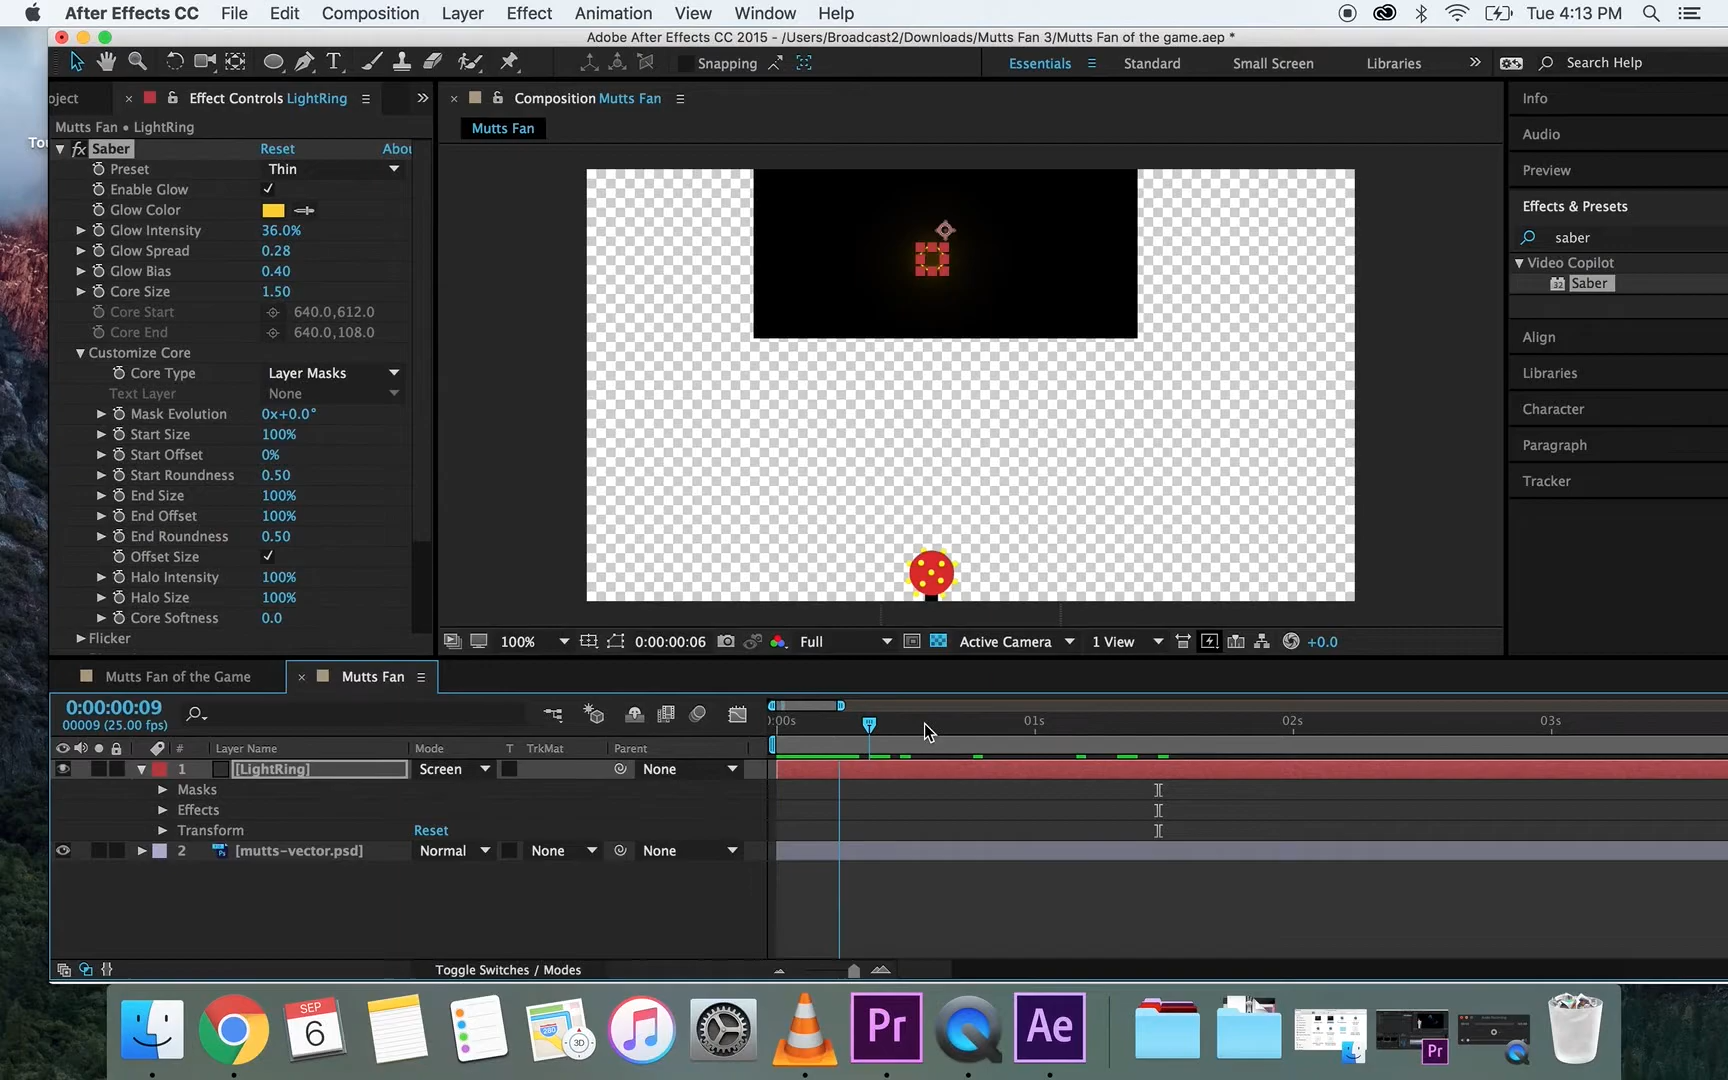 After Effects CC File Edit Composition Layer Effect Animation View Window Help Tue 4:13 PM
Adobe After Effects CC 2015 - /Users/Broadcast2/Downloads/Mutts Fan 3/Mutts Fan of the game.aep *
T Snapping Essentials Standard Small Screen Libraries Search Help
oject Effect Controls LightRing
Mutts Fan • LightRing
fx Saber Reset Abou
Preset Thin
Enable Glow
Glow Color
Glow Intensity 36.0%
Glow Spread 0.28
Glow Bias 0.40
Core Size 1.50
Core Start 640.0,612.0
Core End 640.0,108.0
Customize Core
Core Type Layer Masks
Text Layer None
Mask Evolution 0x+0.0°
Start Size 100%
Start Offset 0%
Start Roundness 0.50
End Size 100%
End Offset 100%
End Roundness 0.50
Offset Size
Halo Intensity 100%
Halo Size 100%
Core Softness 0.0
Flicker
Composition Mutts Fan
Mutts Fan
100% 0:00:00:06 Full Active Camera 1 View +0.0
Info
Audio
Preview
Effects & Presets
saber
Video Copilot
32 Saber
Align
Libraries
Character
Paragraph
Tracker
Mutts Fan of the Game Mutts Fan
0:00:00:09
00009 (25.00 fps)
:00s 01s 02s 03s
# Layer Name Mode T TrkMat Parent
1 [LightRing] Screen None
Masks
Effects
Transform Reset
2 [mutts-vector.psd] Normal None None
Toggle Switches / Modes
SEP
6
280
3D
Pr
Ae
Pr